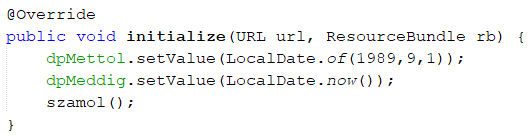 @Override
public void initialize(URL url, ResourceBundle rb) {
    dpMettol.setValue(LocalDate.of(1989,9,1));
    dpMeddig.setValue(LocalDate.now());
    szamol();
}